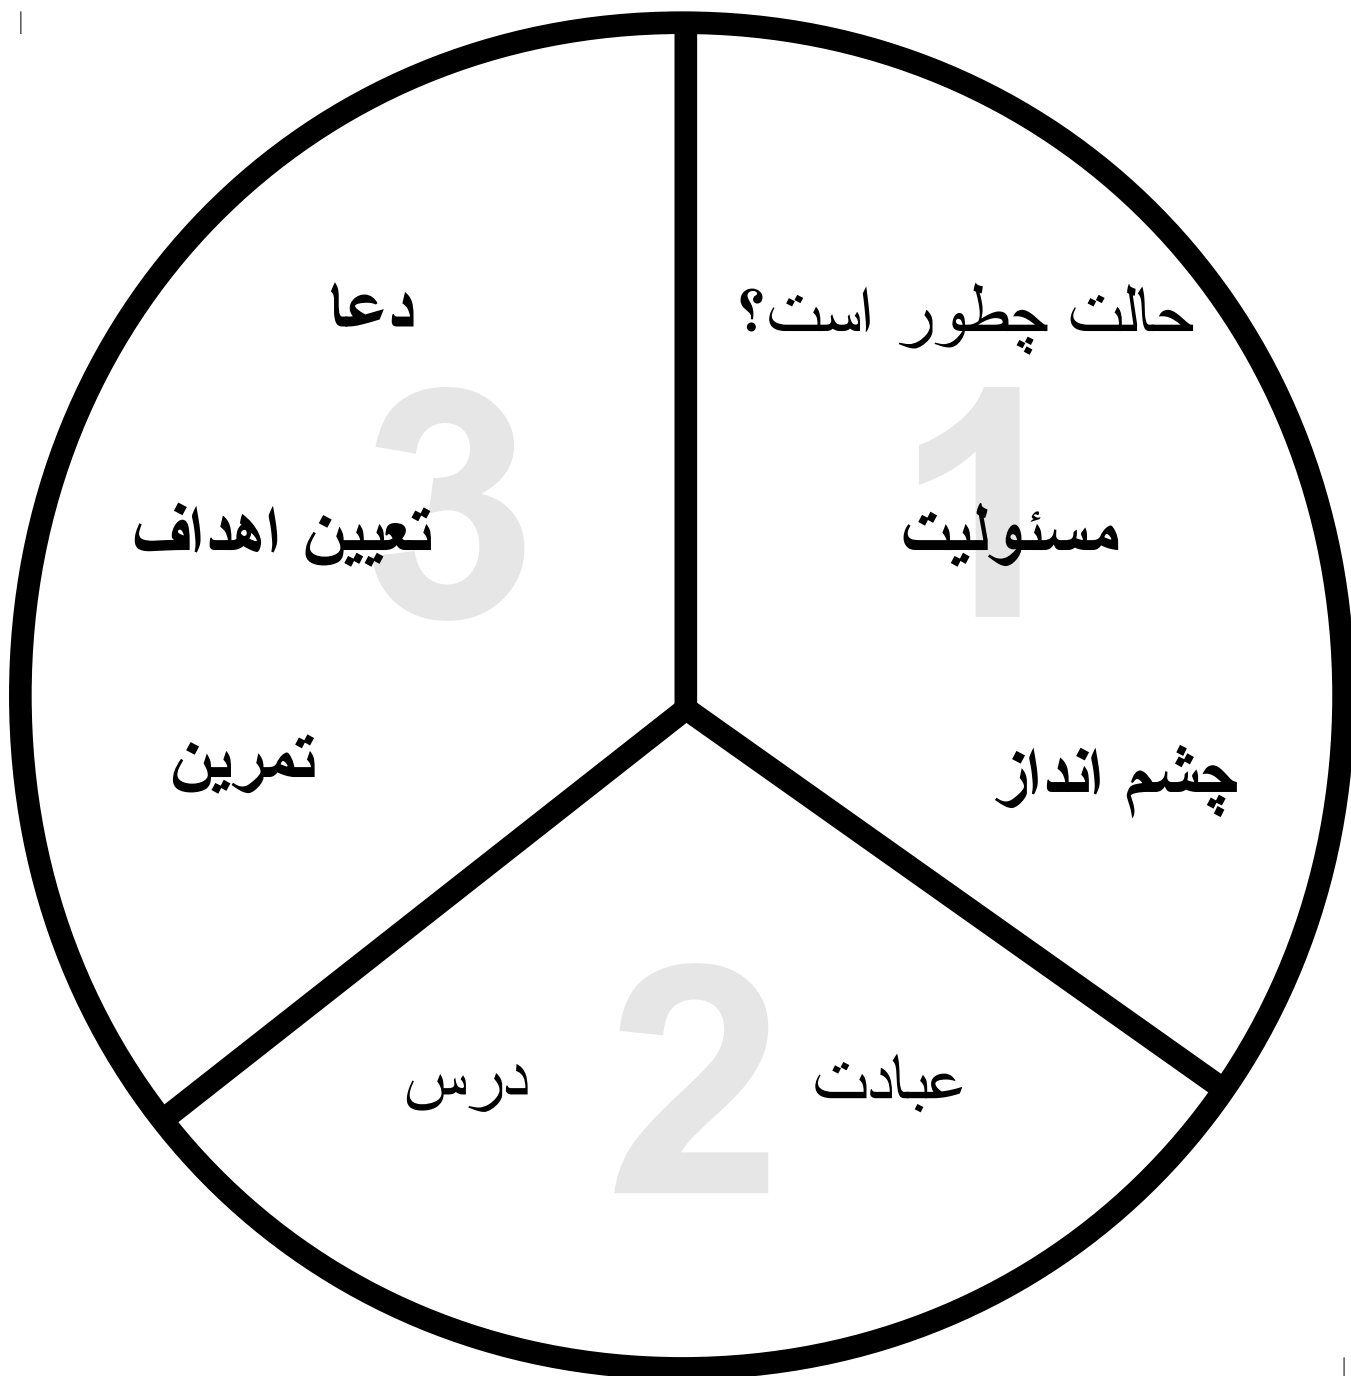 1
حالت چطور است؟
مسئولیت
چشم انداز
2
عبادت
درس
3
دعا
تعیین اهداف
تمرین